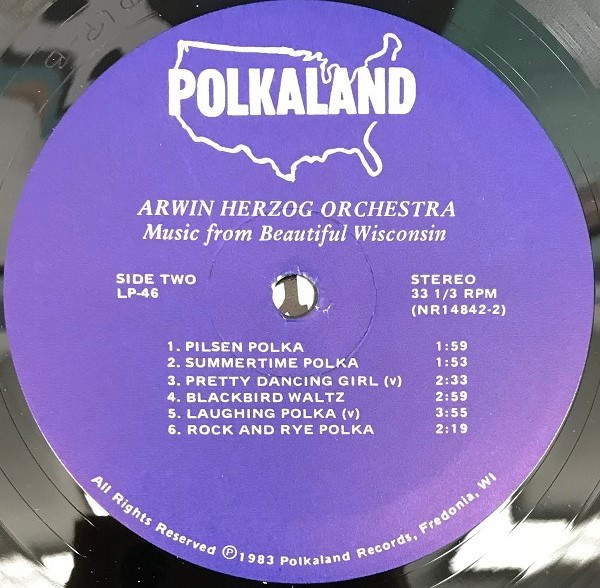 POLKALAND
ARWIN HERZOG ORCHESTRA
Music from Beautiful Wisconsin
SIDE TWO
LP-46
STEREO
33 1/3 RPM
(NR14842-2)
1. PILSEN POLKA 1:59
2. SUMMERTIME POLKA 1:53
3. PRETTY DANCING GIRL (v) 2:33
4. BLACKBIRD WALTZ 2:59
5. LAUGHING POLKA (v) 3:55
6. ROCK AND RYE POLKA 2:19
All Rights Reserved Ⓟ1983 Polkaland Records, Fredonia, WI